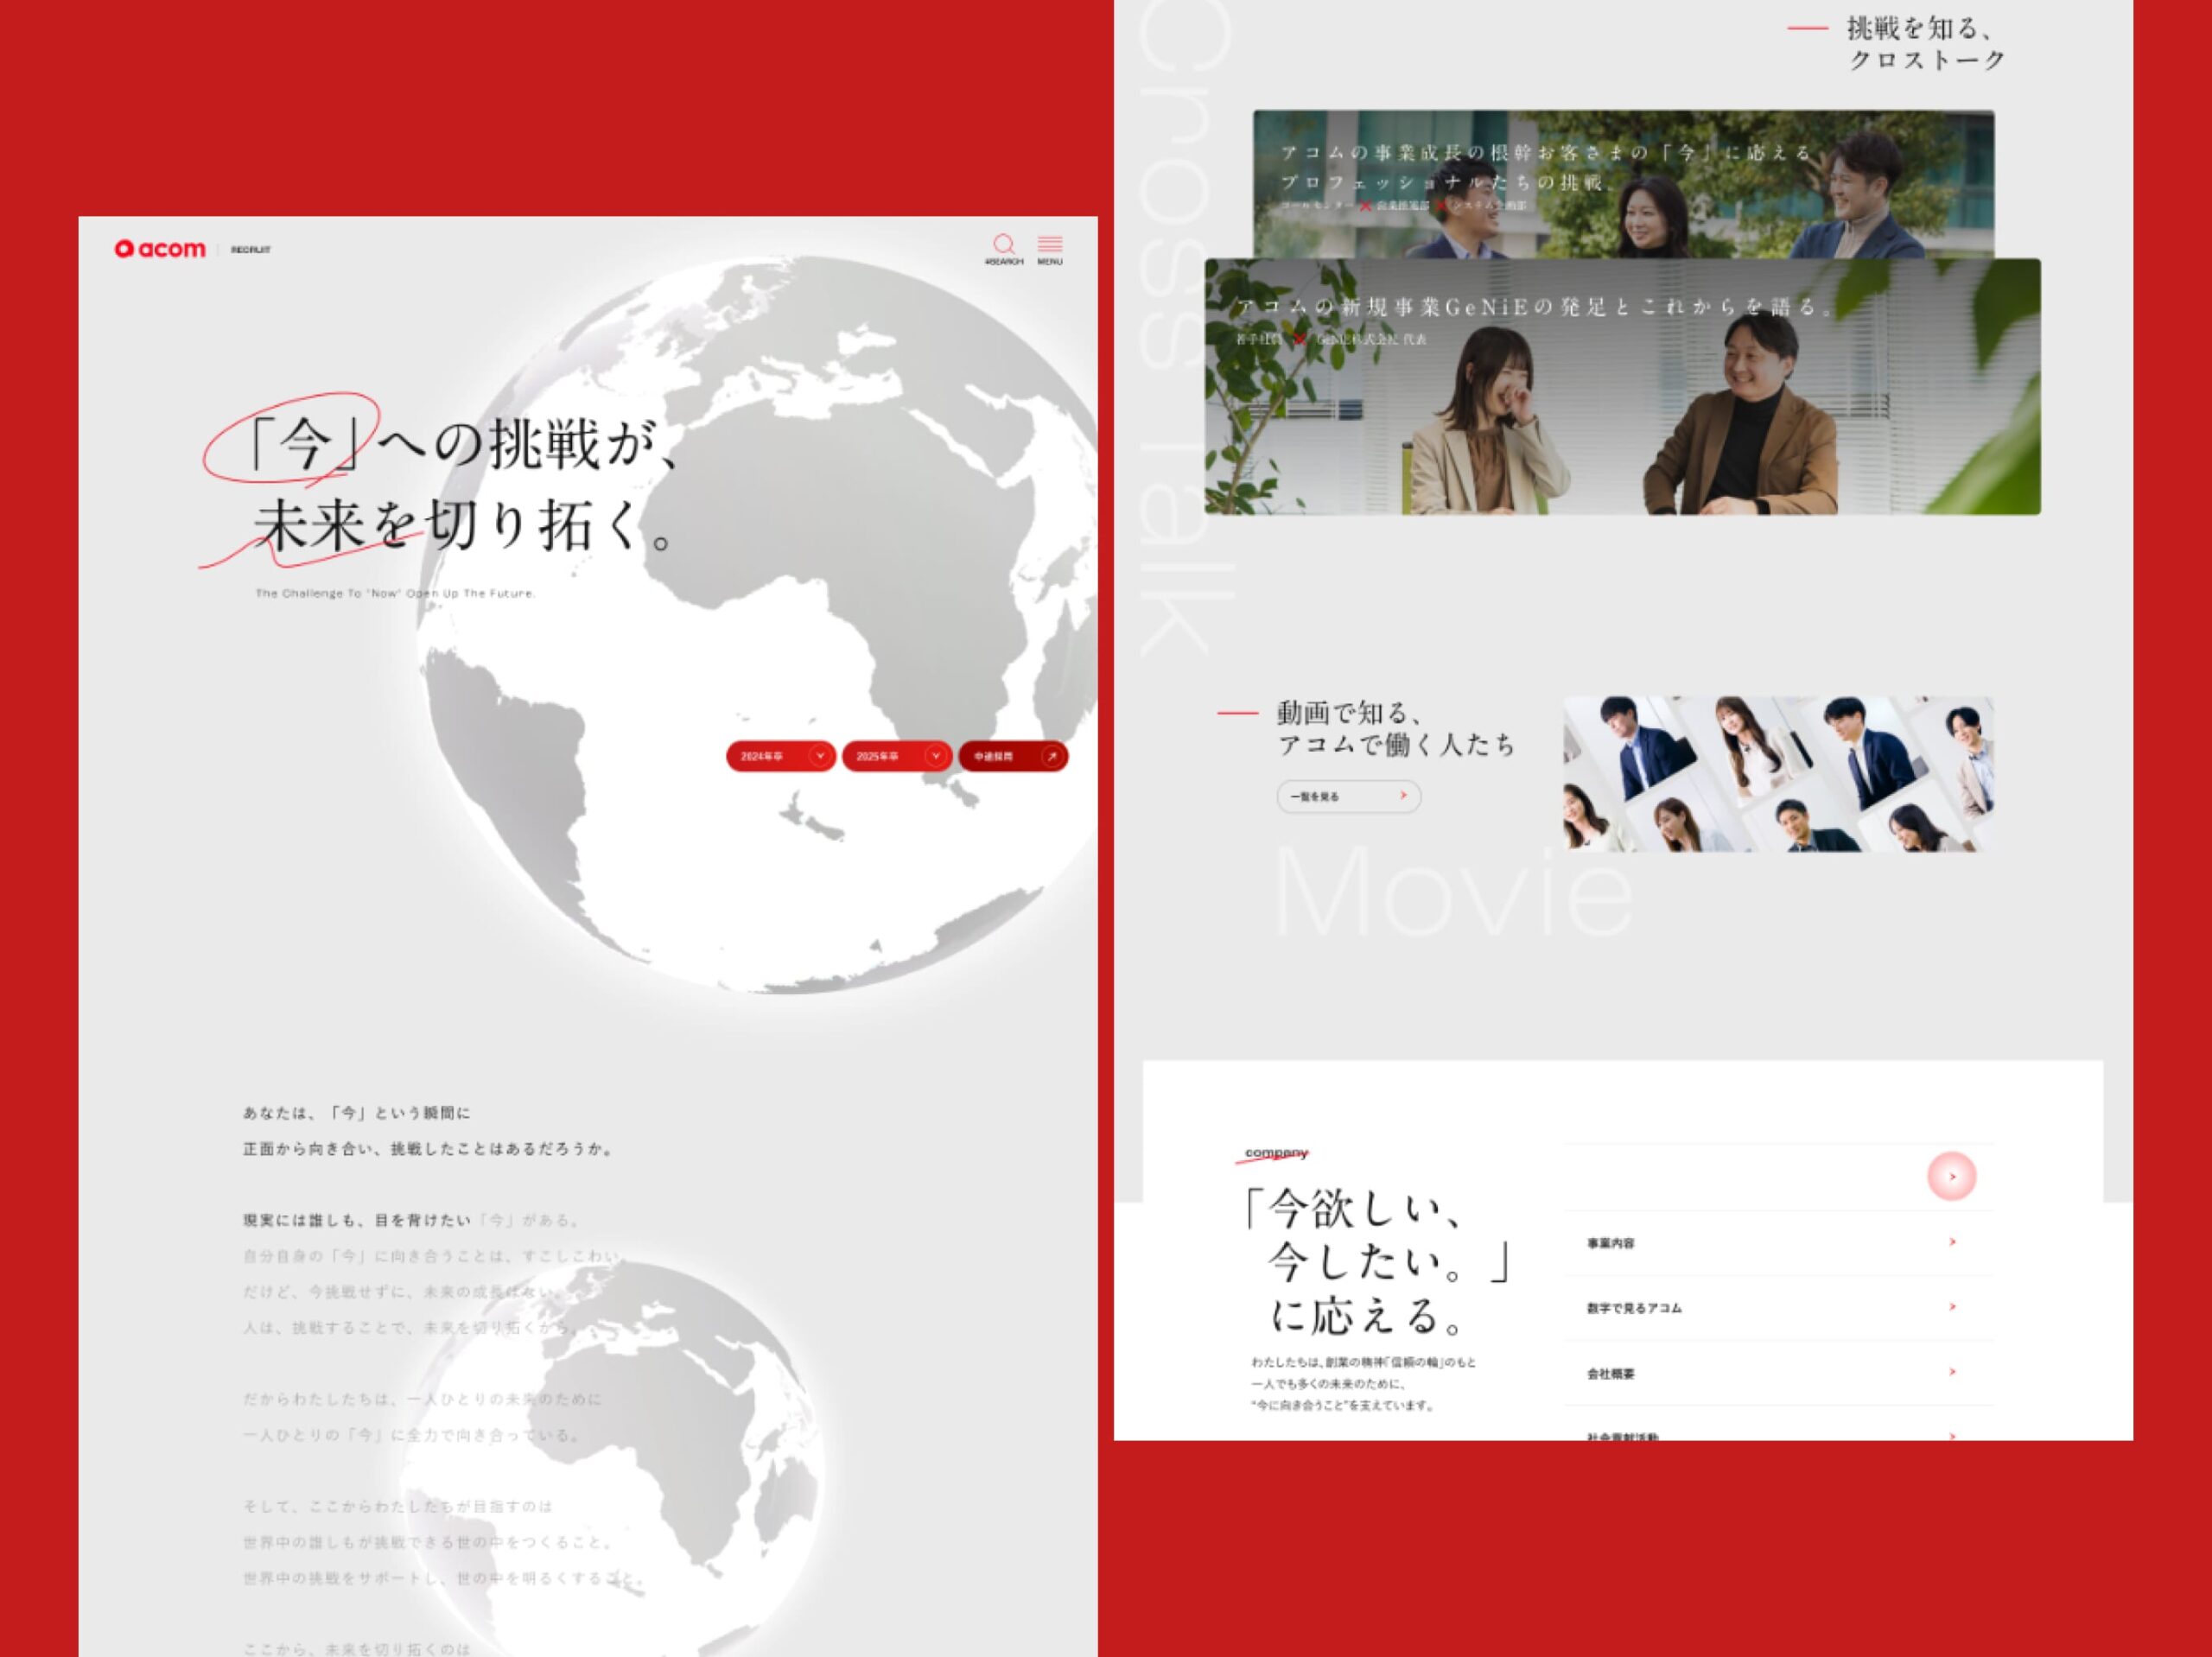 acom
RECRUIT
#SEARCH
MENU
「今」への挑戦が、
未来を切り拓く。
The Challenge To "Now" Open Up The Future.
2024年卒
2025年卒
中途採用
あなたは、「今」という瞬間に
正面から向き合い、挑戦したことはあるだろうか。
現実には誰しも、目を背けたい「今」がある。
自分自身の「今」に向き合うことは、すこしこわい。
だけど、今挑戦せずに、未来の成長はない。
人は、挑戦することで、未来を切り拓くから。
だからわたしたちは、一人ひとりの未来のために
一人ひとりの「今」に全力で向き合っている。
そして、ここからわたしたちが目指すのは
世界中の誰しもが挑戦できる世の中をつくること。
世界中の挑戦をサポートし、世の中を明るくすること。
ここから、未来を切り拓くのは
Cross Talk
挑戦を知る、
クロストーク
アコムの事業成長の根幹お客さまの「今」に応える
プロフェッショナルたちの挑戦。
コールセンター × 営業推進部 × システム企画部
アコムの新規事業GeNiEの発足とこれからを語る。
若手社員 × GeNiE株式会社 代表
動画で知る、
アコムで働く人たち
一覧を見る
Movie
company
「今欲しい、
今したい。」
に応える。
わたしたちは、創業の精神「信頼の輪」のもと
一人でも多くの未来のために、
“今に向き合うこと”を支えています。
事業内容
数字で見るアコム
会社概要
社会貢献活動